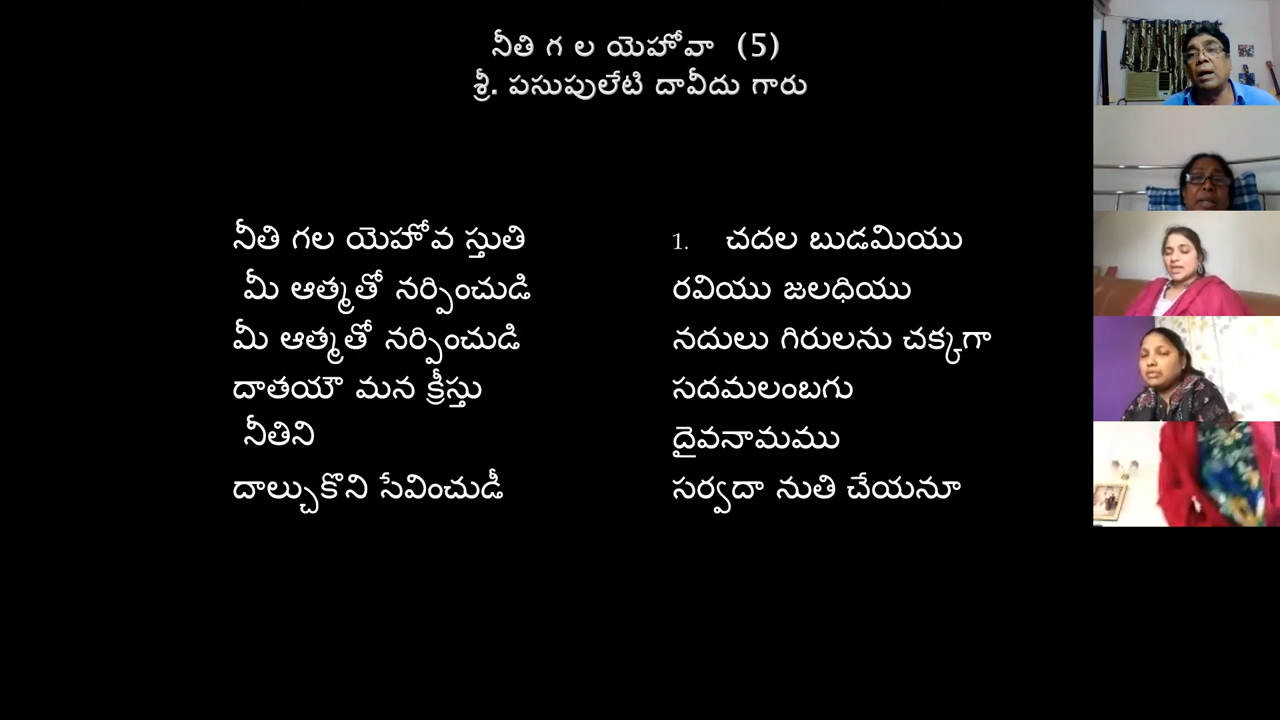 నీతి గ ల యెహోవా (5)
శ్రీ. పసుపులేటి దావీదు గారు
నీతి గల యెహోవ స్తుతి
మీ ఆత్మతో నర్పించుడి
మీ ఆత్మతో నర్పించుడి
దాతయౌ మన క్రీస్తు
నీతిని
దాల్చుకొని సేవించుడీ
1. చదల బుడమియు
రవియు జలధియు
నదులు గిరులను చక్కగా
సదమలంబగు
దైవనామము
సర్వదా నుతి చేయనూ